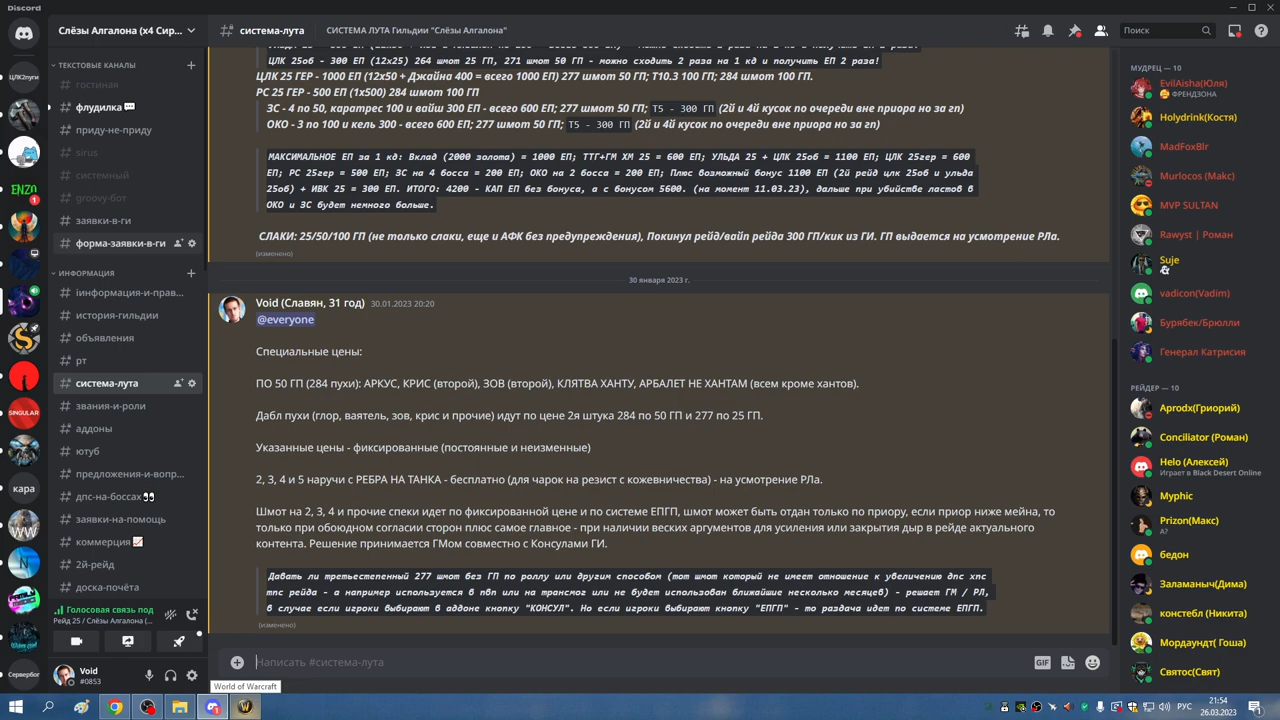 Discord
Слёзы Алгалона (x4 Сир...
ТЕКСТОВЫЕ КАНАЛЫ
гостиная
флудилка
приду-не-приду
sirus
системный
groovy-бот
заявки-в-ги
форма-заявки-в-ги
ИНФОРМАЦИЯ
iинформация-и-прав...
история-гильдии
объявления
рт
система-лута
звания-и-роли
аддоны
ютуб
предложения-и-вопр...
дпс-на-боссах
заявки-на-помощь
коммерция
2й-рейд
доска-почёта
ЦЛК2пуги
ENZO
1
SINGULAR
кара
Сервербог
Голосовая связь под
Рейд 25 / Слёзы Алгалона (...
Void
#0853
система-лута
СИСТЕМА ЛУТА Гильдии "Слёзы Алгалона"
Поиск
ЦЛК 25об - ЕП (12x25) 264 шмот 25 ГП, 271 шмот 50 ГП - можно сходить 2 раза на 1 кд и получить ЕП 2 раза!
ЦЛК 25 ГЕР - 1000 ЕП (12x50 + Джайна 400 = всего 1000 ЕП) 277 шмот 50 ГП; Т10.3 100 ГП; 284 шмот 100 ГП.
РС 25 ГЕР - 500 ЕП (1x500) 284 шмот 100 ГП
ЗС - 4 по 50, каратрес 100 и вайш 300 ЕП - всего 600 ЕП; 277 шмот 50 ГП; T5 - 300 ГП (2й и 4й кусок по очереди вне приора но за гп)
ОКО - 3 по 100 и кель 300 - всего 600 ЕП; 277 шмот 50 ГП; T5 - 300 ГП (2й и 4й кусок по очереди вне приора но за гп)
МАКСИМАЛЬНОЕ ЕП за 1 кд: Вклад (2000 золота) = 1000 ЕП; ТТГ+ГМ ХМ 25 = 600 ЕП; УЛЬДА 25 + ЦЛК 25об = 1100 ЕП; ЦЛК 25гер = 600
ЕП; РС 25гер = 500 ЕП; ЗС на 4 босса = 200 ЕП; ОКО на 2 босса = 200 ЕП; Плюс возможный бонус 1100 ЕП (2й рейд цлк 25об и ульда
25об) + ИВК 25 = 300 ЕП. ИТОГО: 4200 - КАП ЕП без бонуса, а с бонусом 5600. (на момент 11.03.23), дальше при убийстве ластов в
ОКО и ЗС будет немного больше.
СЛАКИ: 25/50/100 ГП (не только слаки, еще и АФК без предупреждения), Покинул рейд/вайп рейда 300 ГП/кик из ГИ. ГП выдается на усмотрение РЛа.
(изменено)
30 января 2023 г.
Void (Славян, 31 год) 30.01.2023 20:20
@everyone
Специальные цены:
ПО 50 ГП (284 пухи): АРКУС, КРИС (второй), ЗОВ (второй), КЛЯТВА ХАНТУ, АРБАЛЕТ НЕ ХАНТАМ (всем кроме хантов).
Дабл пухи (глор, ваятель, зов, крис и прочие) идут по цене 2я штука 284 по 50 ГП и 277 по 25 ГП.
Указанные цены - фиксированные (постоянные и неизменные)
2, 3, 4 и 5 наручи с РЕБРА НА ТАНКА - бесплатно (для чарок на резист с кожевничества) - на усмотрение РЛа.
Шмот на 2, 3, 4 и прочие спеки идет по фиксированной цене и по системе ЕПГП, шмот может быть отдан только по приору, если приор ниже мейна, то
только при обоюдном согласии сторон плюс самое главное - при наличии веских аргументов для усиления или закрытия дыр в рейде актуального
контента. Решение принимается ГМом совместно с Консулами ГИ.
Давать ли третьестепенный 277 шмот без ГП по роллу или другим способом (тот шмот который не имеет отношение к увеличению дпс хпс
тпс рейда - а например используется в пвп или на трансмог или не будет использован ближайшие несколько месяцев) - решает ГМ / РЛ,
в случае если игроки выбирают в аддоне кнопку "КОНСУЛ". Но если игроки выбирают кнопку "ЕПГП" - то раздача идет по системе ЕПГП.
(изменено)
Написать #система-лута
GIF
World of Warcraft
МУДРЕЦ — 10
EvilAisha(Юля)
ФРЕНДЗОНА
Holydrink(Костя)
MadFoxBlr
Murlocos (Макс)
MVP SULTAN
Rawyst | Роман
Suje
vadicon(Vadim)
Бурябек/Брюлли
Генерал Катрисия
РЕЙДЕР — 10
Aprodx(Гриорий)
Conciliator (Роман)
Helo (Алексей)
Играет в Black Desert Online
Myphic
Prizon(Макс)
А?
бедон
Заламаныч(Дима)
констебл (Никита)
Мордаундт( Гоша)
Святос(Свят)
РУС
21:54
26.03.2023
1